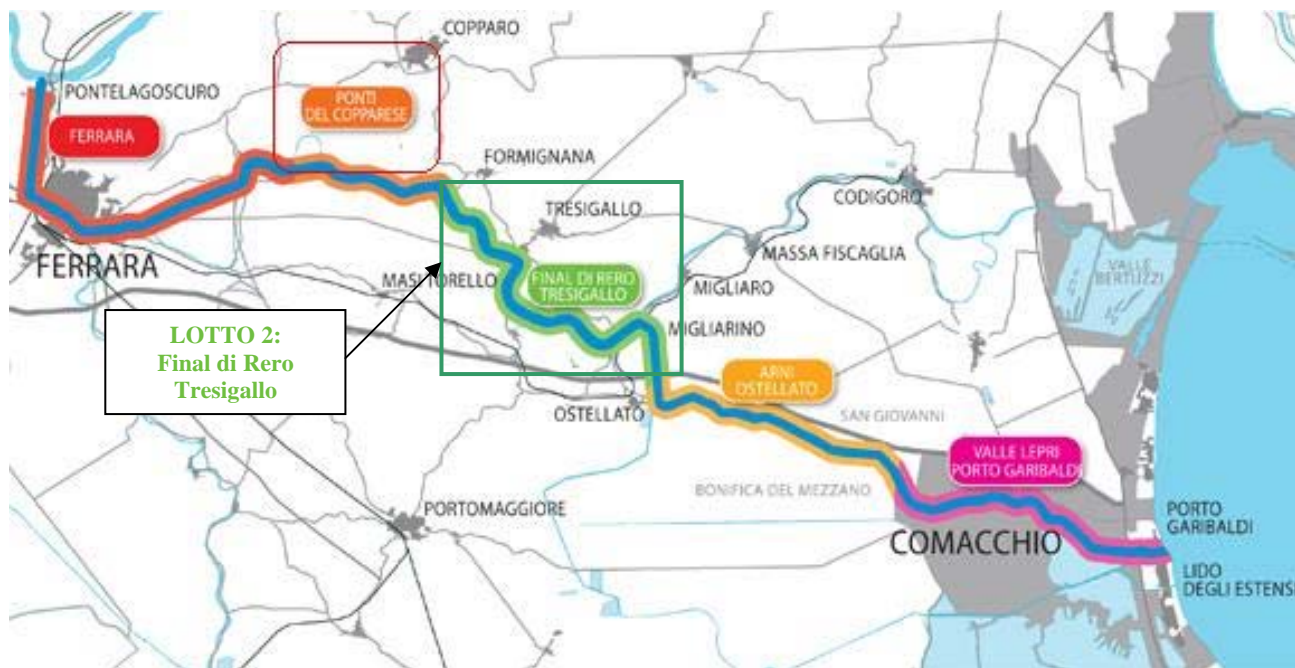 COPPARO
PONTELAGOSCURO
PONTI
DEL COPPARESE
FERRARA
FORMIGNANA
TRESIGALLO
CODIGORO
FERRARA
MASI TORELLO
MASSA FISCAGLIA
VALLE
BERTUZZI
FINAL DI RERO
TRESIGALLO
MIGLIARO
MIGLIARINO
LOTTO 2:
Final di Rero
Tresigallo
ARNI
OSTELLATO
OSTELLATO
SAN GIOVANNI
VALLE LEPRI
PORTO GARIBALDI
BONIFICA DEL MEZZANO
PORTOMAGGIORE
PORTO
GARIBALDI
COMACCHIO
LIDO
DEGLI ESTENSI